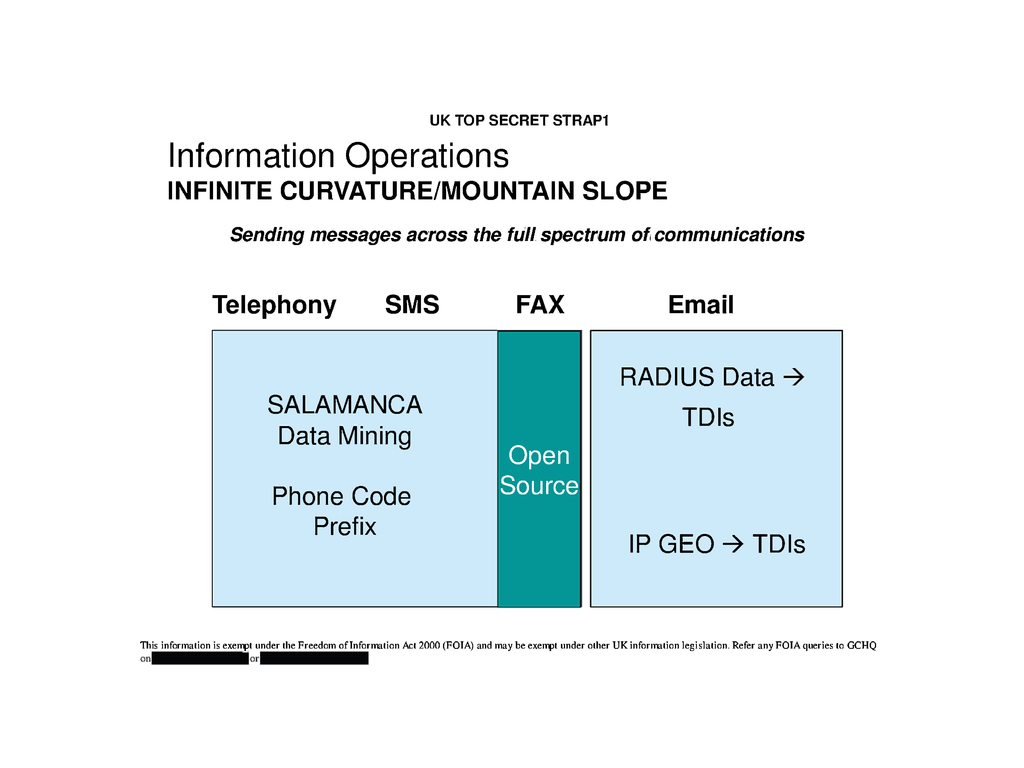 UK TOP SECRET STRAP1
Information Operations
INFINITE CURVATURE/MOUNTAIN SLOPE
Sending messages across the full spectrum of communications
Telephony SMS FAX Email
SALAMANCA
Data Mining
Phone Code
Prefix
Open
Source
RADIUS Data →
TDIs
IP GEO → TDIs
This information is exempt under the Freedom of Information Act 2000 (FOIA) and may be exempt under other UK information legislation. Refer any FOIA queries to GCHQ
on or